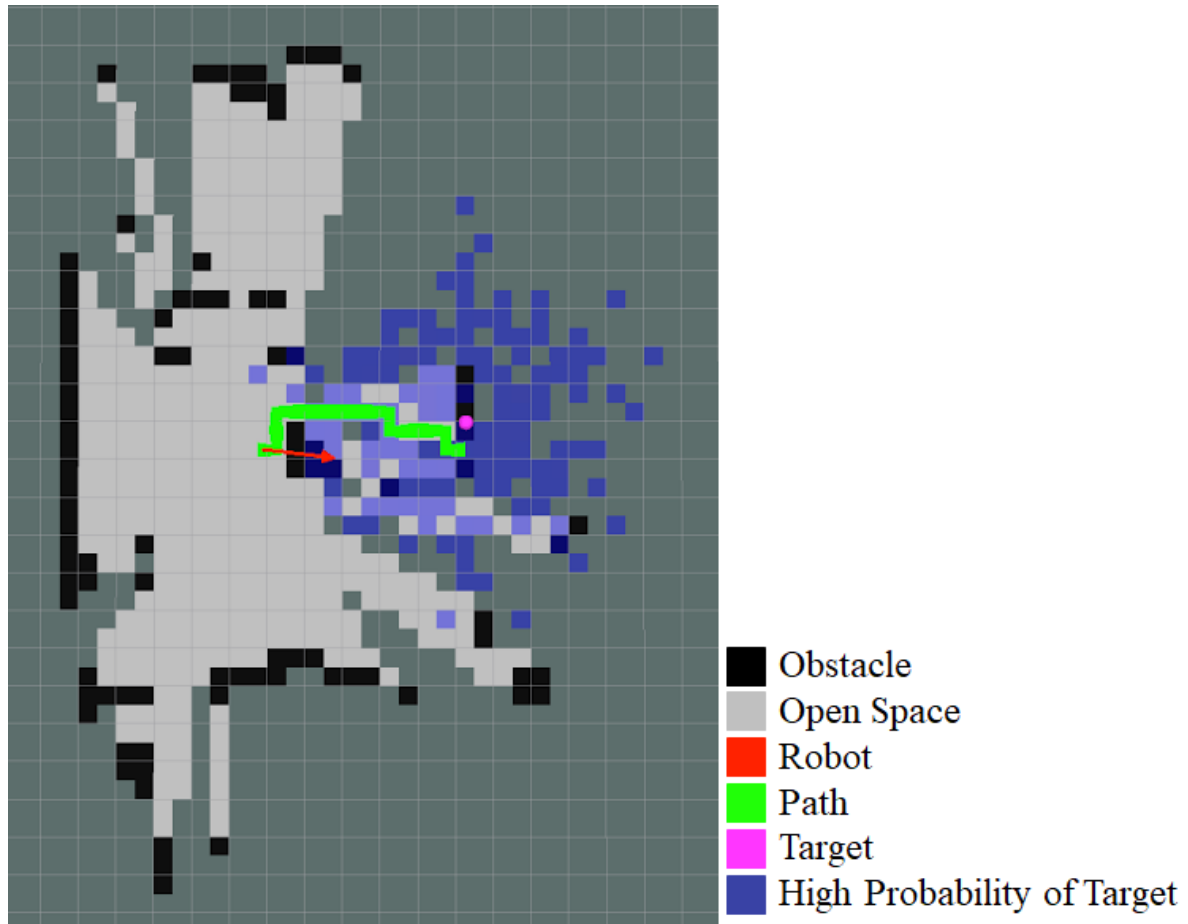 Obstacle
Open Space
Robot
Path
Target
High Probability of Target